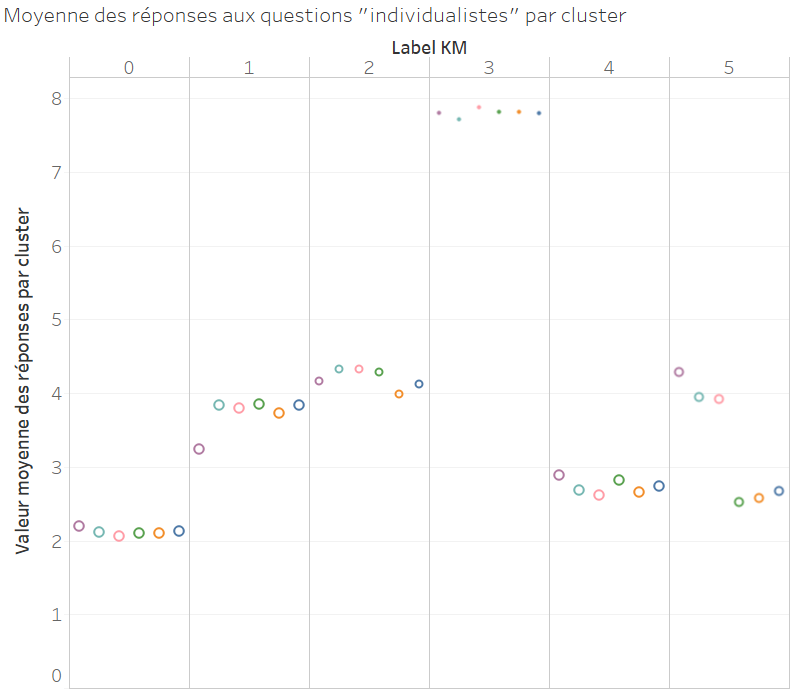 Moyenne des réponses aux questions "individualistes" par cluster
Label KM
0 1 2 3 4 5
Valeur moyenne des réponses par cluster
8
7
6
5
4
3
2
1
0